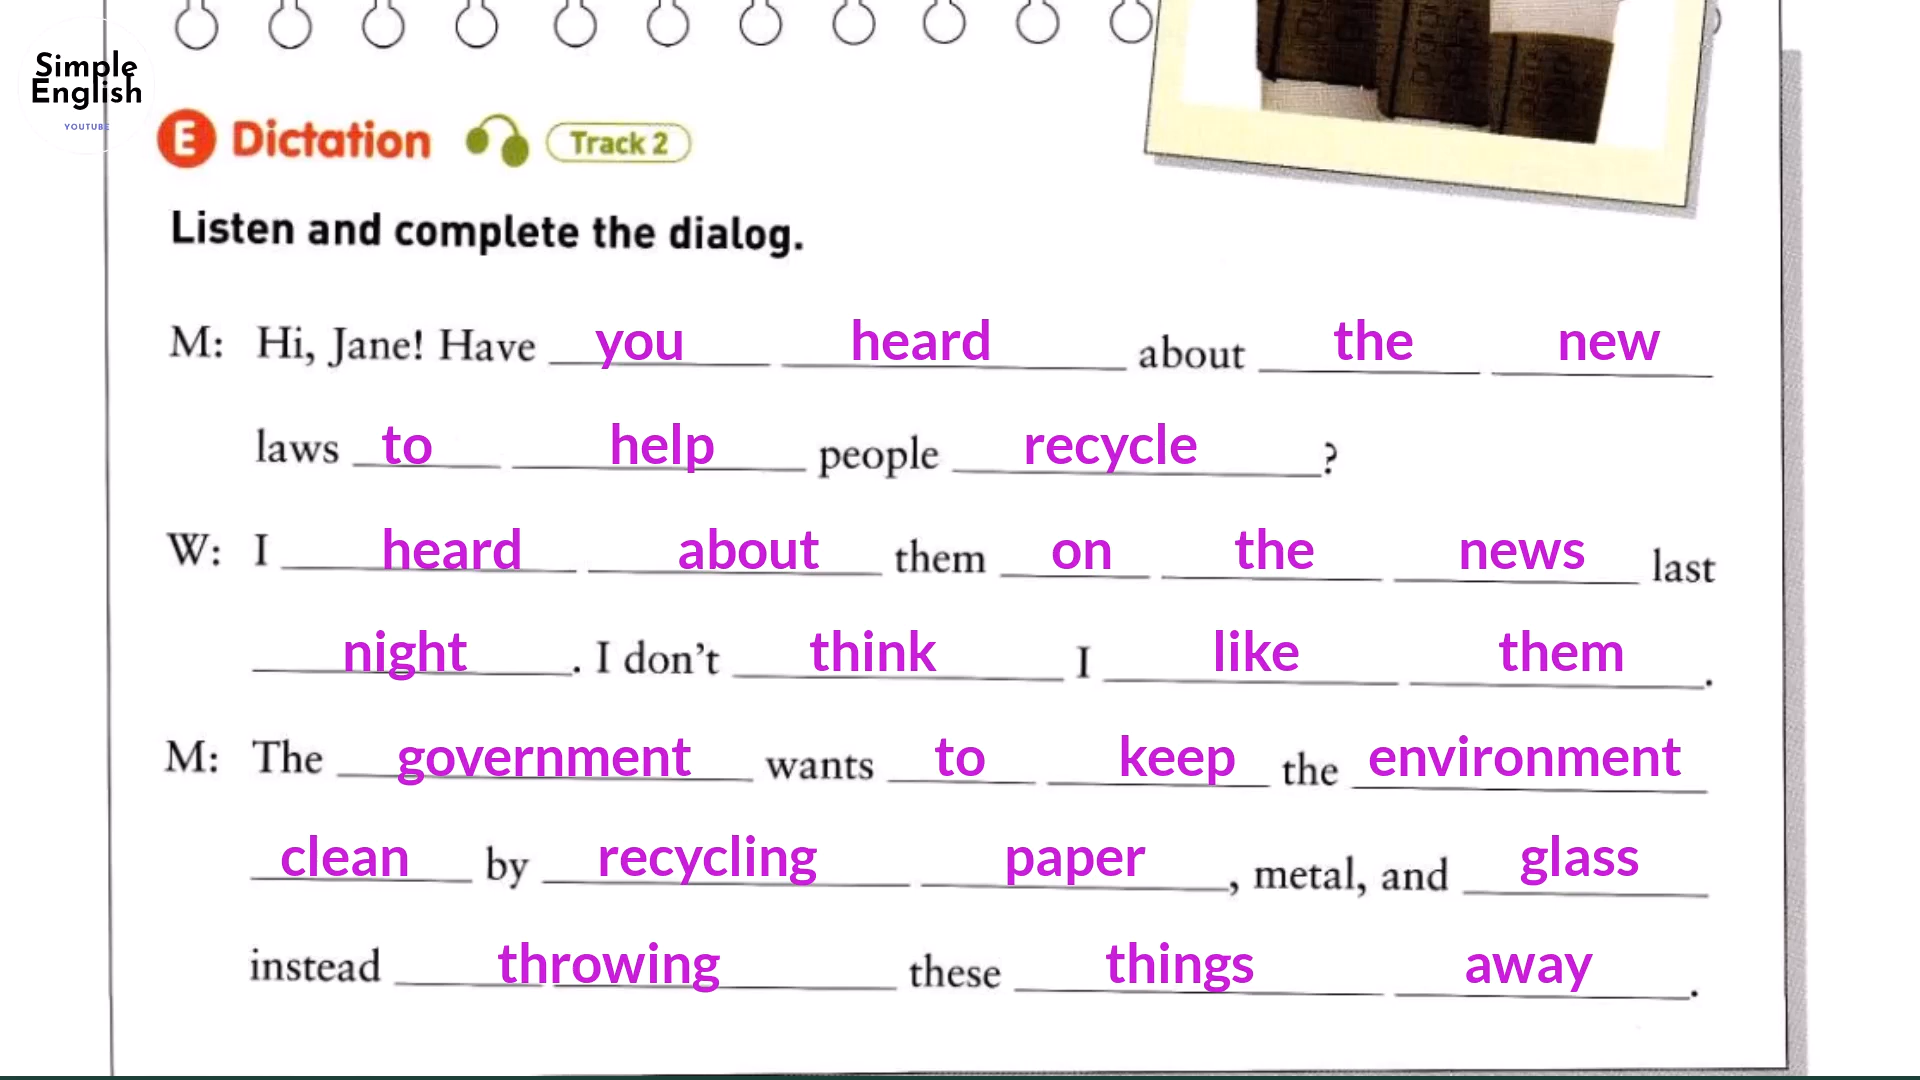 Simple
English
YOUTUBE
E Dictation Track 2
Listen and complete the dialog.
M: Hi, Jane! Have you heard about the new
laws to help people recycle?
W: I heard about them on the news last
night. I don't think I like them.
M: The government wants to keep the environment
clean by recycling paper, metal, and glass
instead throwing these things away.